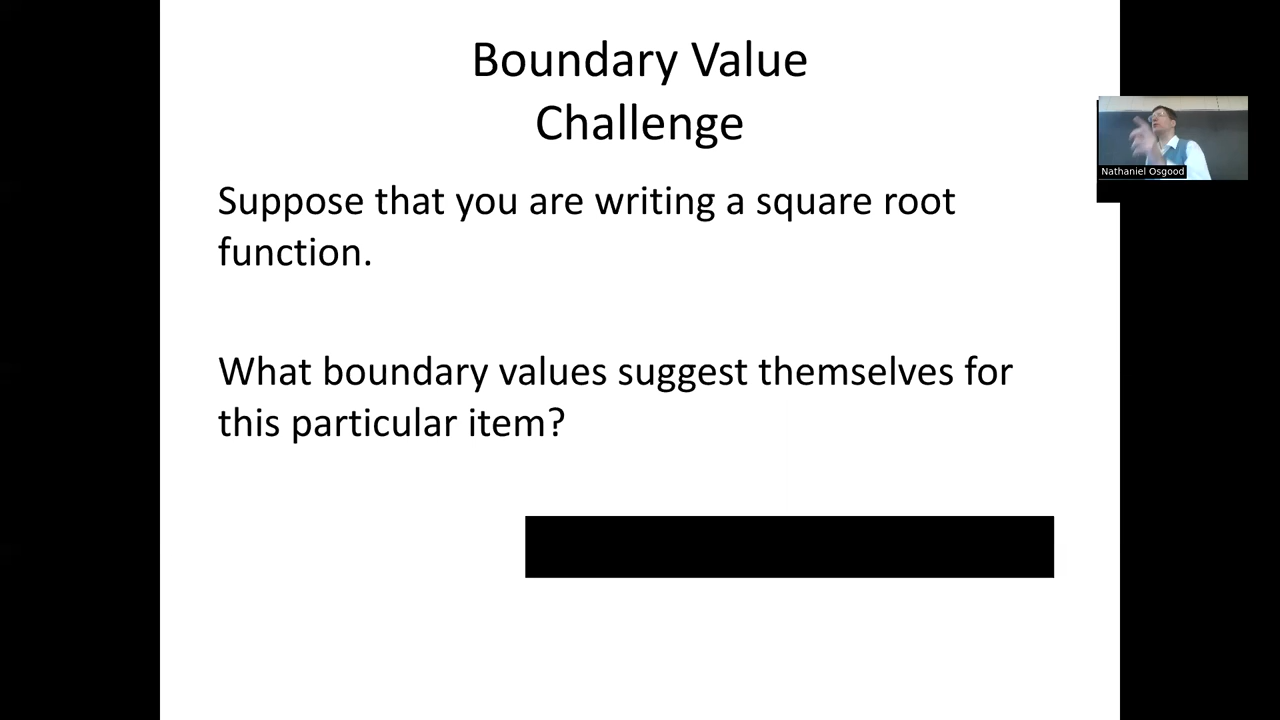 Boundary Value
Challenge
Suppose that you are writing a square root
function.
What boundary values suggest themselves for
this particular item?
Nathaniel Osgood